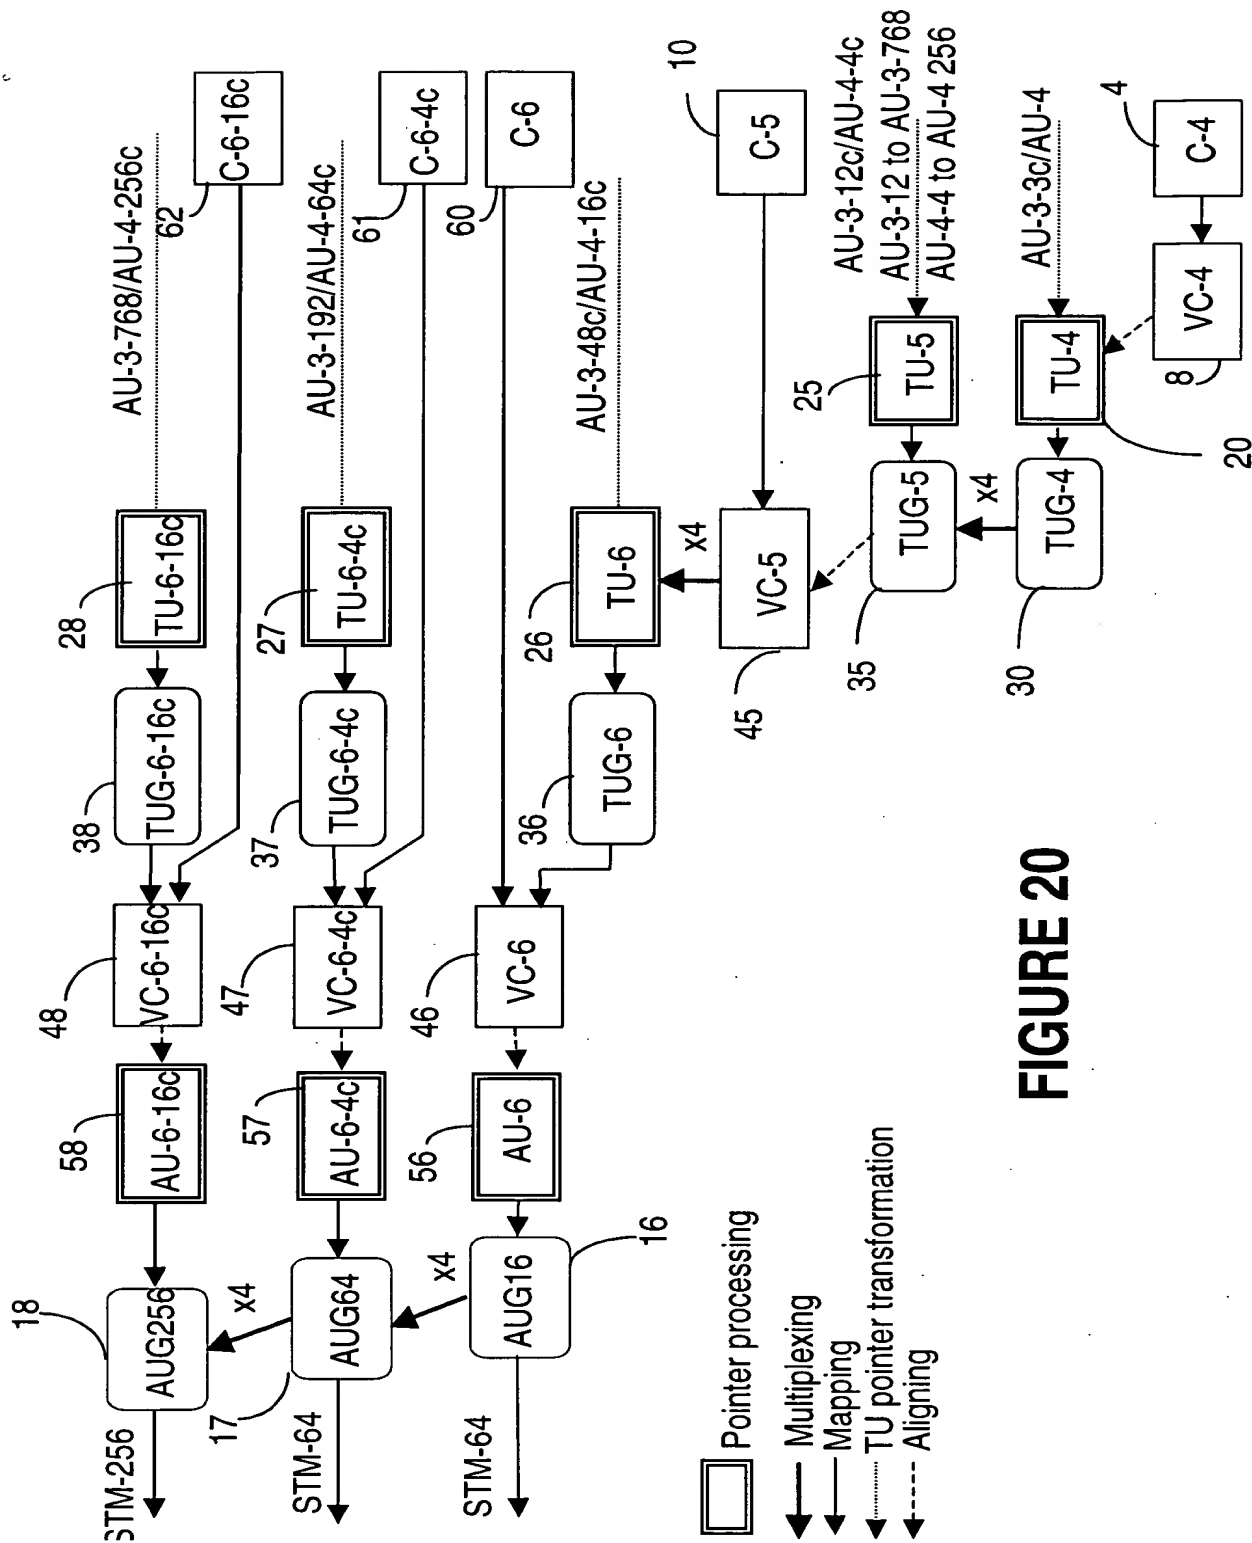 STM-256
18
AUG256
58
AU-6-16c
48
VC-6-16c
38
TUG-6-16c
28
TU-6-16c
AU-3-768/AU-4-256c
62
C-6-16c
x4
STM-64
17
AUG64
57
AU-6-4c
47
VC-6-4c
37
TUG-6-4c
27
TU-6-4c
AU-3-192/AU-4-64c
61
C-6-4c
x4
STM-64
AUG16
16
56
AU-6
46
VC-6
60
C-6
36
TUG-6
26
TU-6
AU-3-48c/AU-4-16c
x4
45
VC-5
10
C-5
35
TUG-5
25
TU-5
AU-3-12c/AU-4-4c
AU-3-12 to AU-3-768
AU-4-4 to AU-4 256
x4
30
TUG-4
TU-4
20
AU-3-3c/AU-4
8
VC-4
4
C-4
Pointer processing
Multiplexing
Mapping
TU pointer transformation
Aligning
FIGURE 20